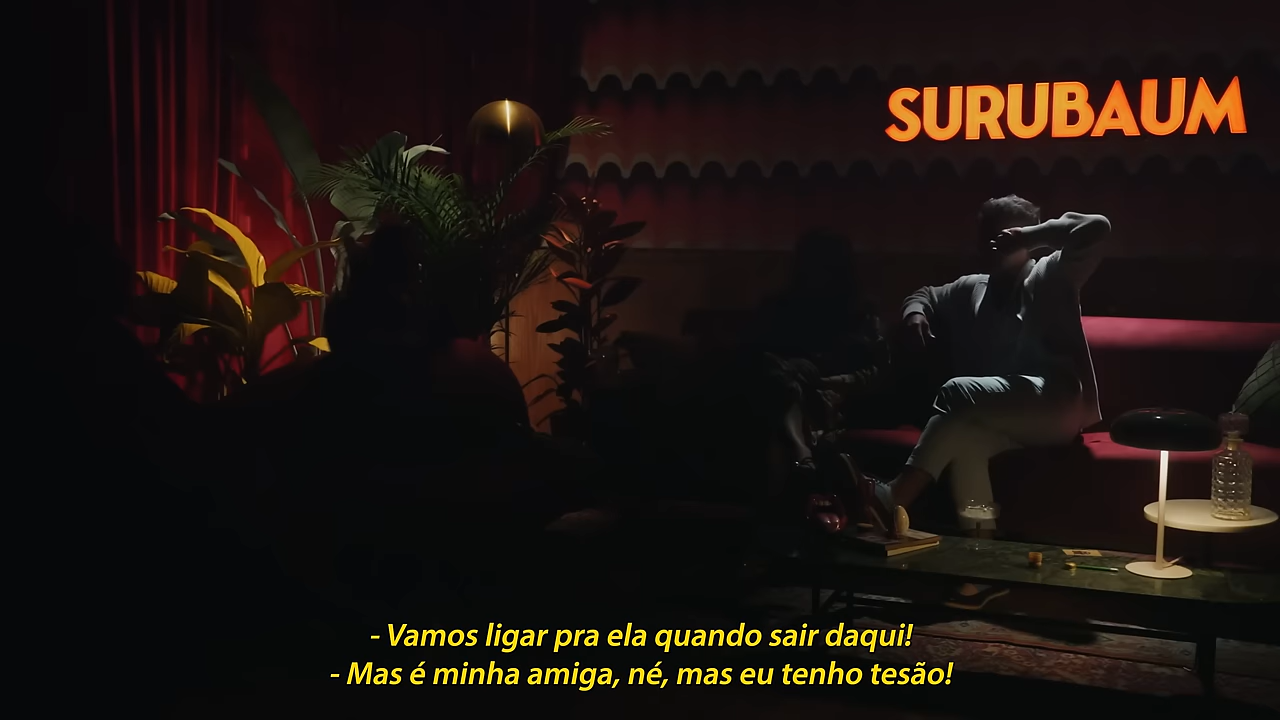 SURUBAUM
- Vamos ligar pra ela quando sair daqui!
- Mas é minha amiga, né, mas eu tenho tesão!